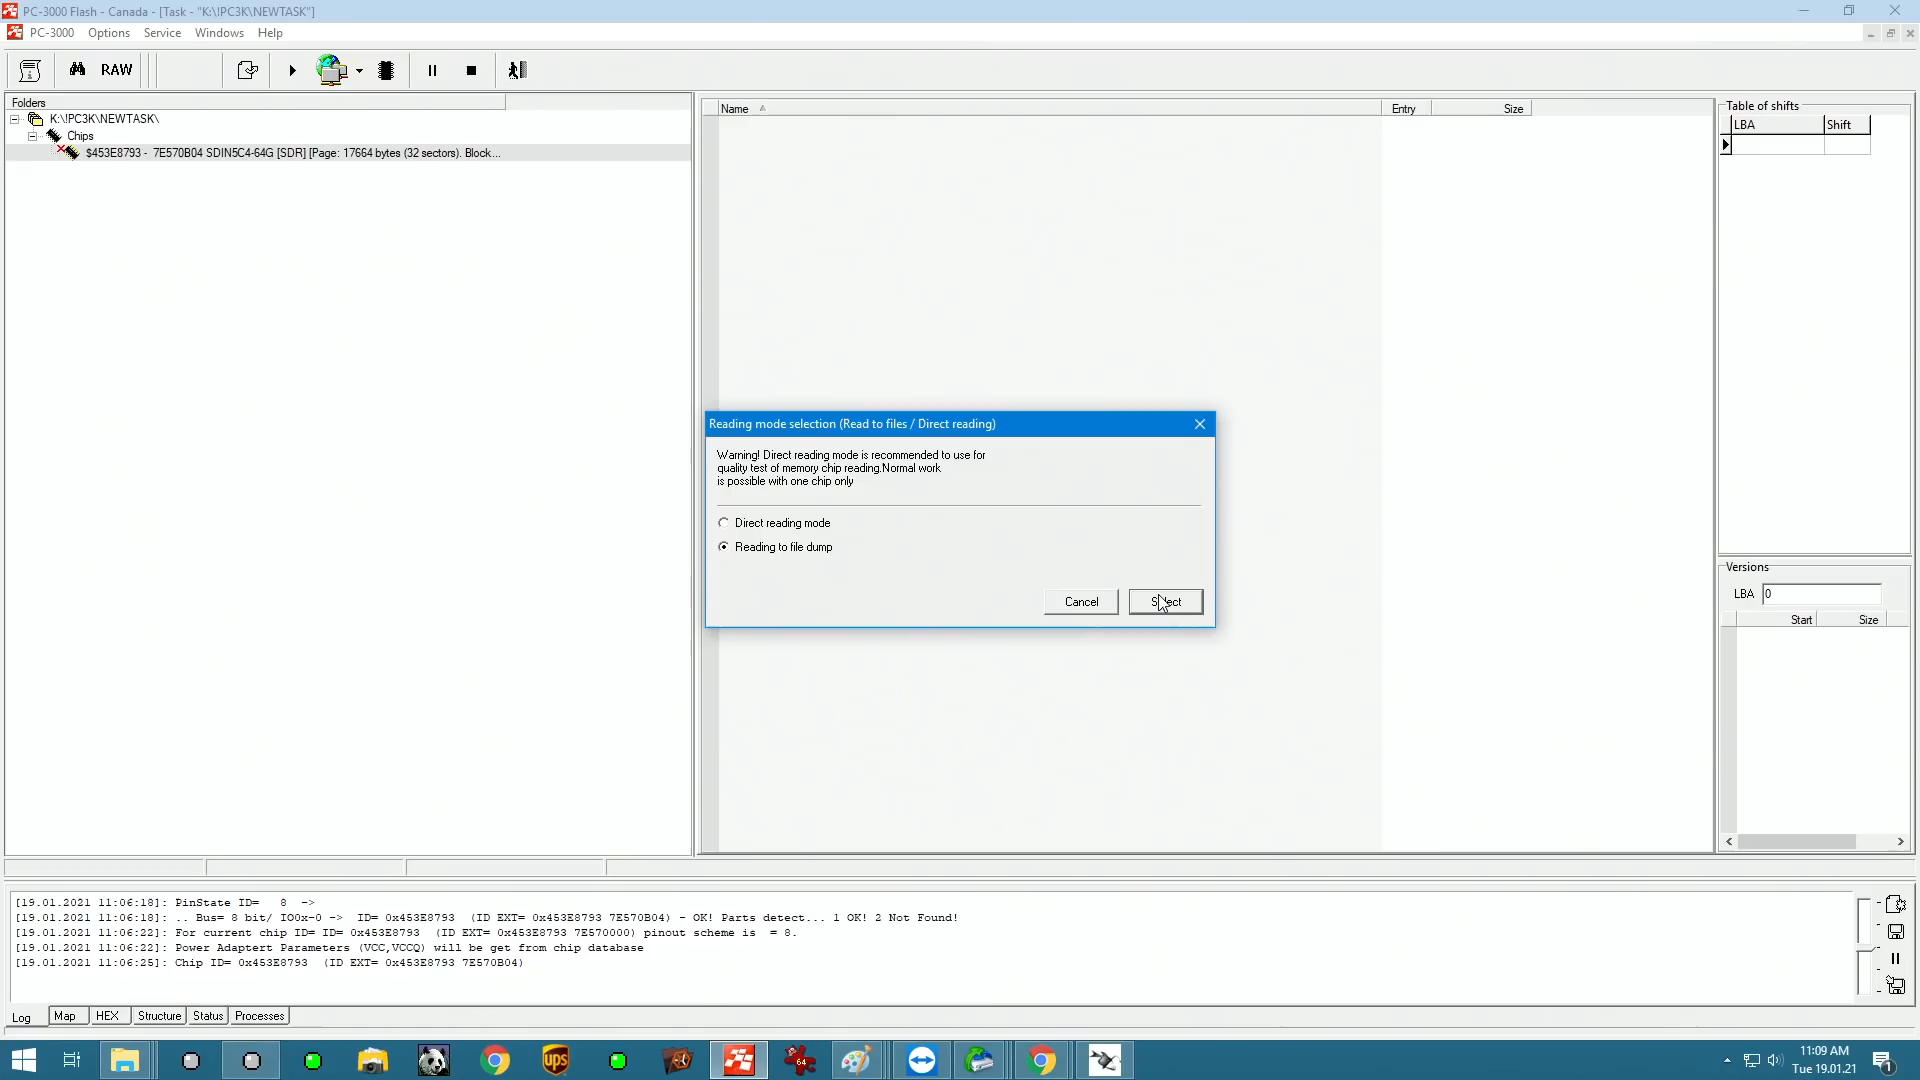 PC-3000 Flash - Canada - [Task - "K:\!PC3K\NEWTASK"]
PC-3000 Options Service Windows Help
RAW
Folders
K:\!PC3K\NEWTASK\
Chips
$453E8793 - 7E570B04 SDIN5C4-64G [SDR] [Page: 17664 bytes (32 sectors). Block...
Name Entry Size
Table of shifts
LBA Shift
Reading mode selection (Read to files / Direct reading)
Warning! Direct reading mode is recommended to use for
quality test of memory chip reading.Normal work
is possible with one chip only
Direct reading mode
Reading to file dump
Cancel Select
Versions
LBA 0
Start Size
[19.01.2021 11:06:18]: PinState ID= 8 ->
[19.01.2021 11:06:18]: .. Bus= 8 bit/ IO0x-0 -> ID= 0x453E8793 (ID EXT= 0x453E8793 7E570B04) - OK! Parts detect... 1 OK! 2 Not Found!
[19.01.2021 11:06:22]: For current chip ID= ID= 0x453E8793 (ID EXT= 0x453E8793 7E570000) pinout scheme is = 8.
[19.01.2021 11:06:22]: Power Adaptert Parameters (VCC,VCCQ) will be get from chip database
[19.01.2021 11:06:25]: Chip ID= 0x453E8793 (ID EXT= 0x453E8793 7E570B04)
Log Map HEX Structure Status Processes
ups
64
11:09 AM
Tue 19.01.21
1